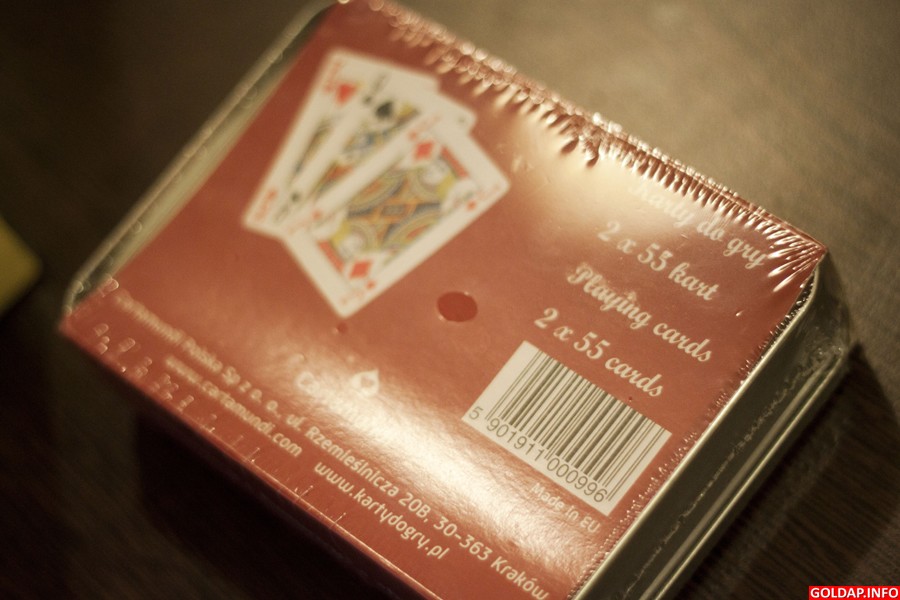 Karty do gry
2 x 55 kart
Playing cards
2 x 55 cards
5 901911 000996
Made in EU
Cartamundi Polska Sp z o. o., ul. Rzemieślnicza 20B, 30-363 Kraków
www.cartamundi.com www.kartydogry.pl
GOLDAP.INFO